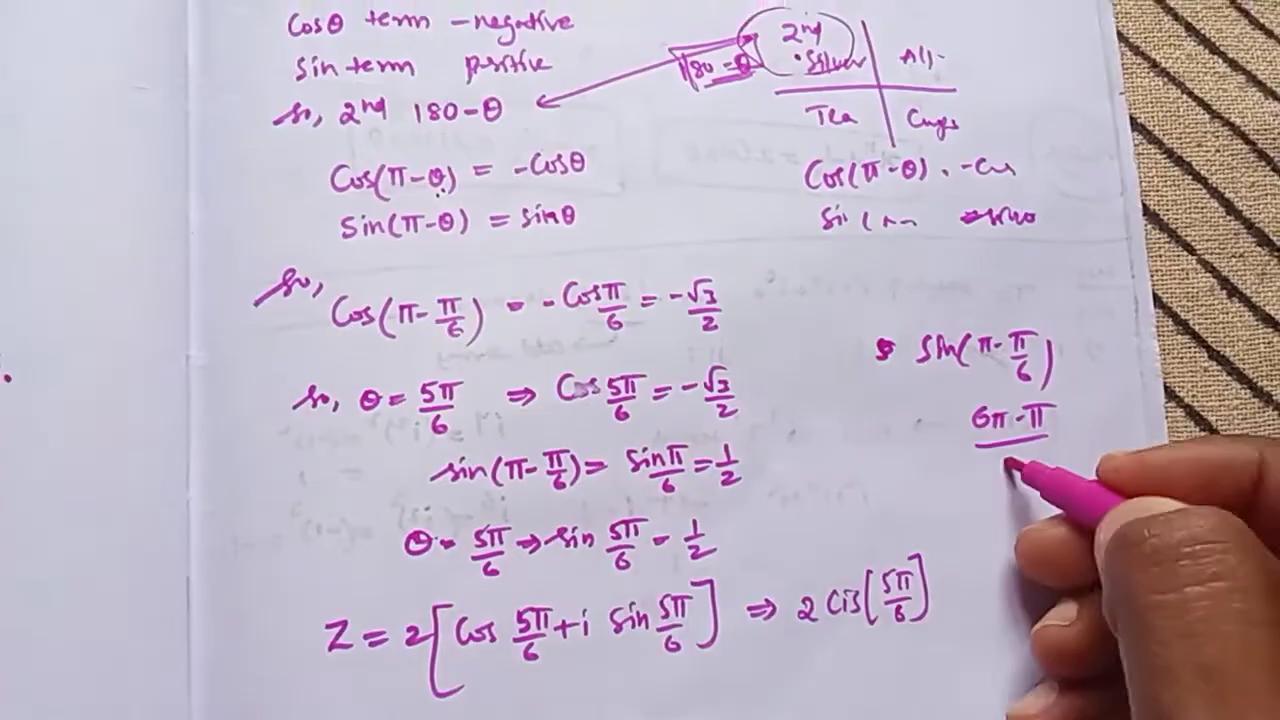 Cosθ term - negative
Sin term positive
so, 2nd 180-θ
180-θ
2nd
Silver
All
Tea
Cups
Cos(π-θ) = -Cosθ
Sin(π-θ) = sinθ
Cos(π-θ) = -Cos
So,
Cos(π-π/6) = -Cos π/6 = -√3/2
so, θ = 5π/6 ⇒ Cos 5π/6 = -√3/2
sin(π-π/6) = sin π/6 = 1/2
θ = 5π/6 → sin 5π/6 = 1/2
Z = 2[Cos 5π/6 + i Sin 5π/6] ⇒ 2 Cis(5π/6]
Sin(π-π/6)
6π-π